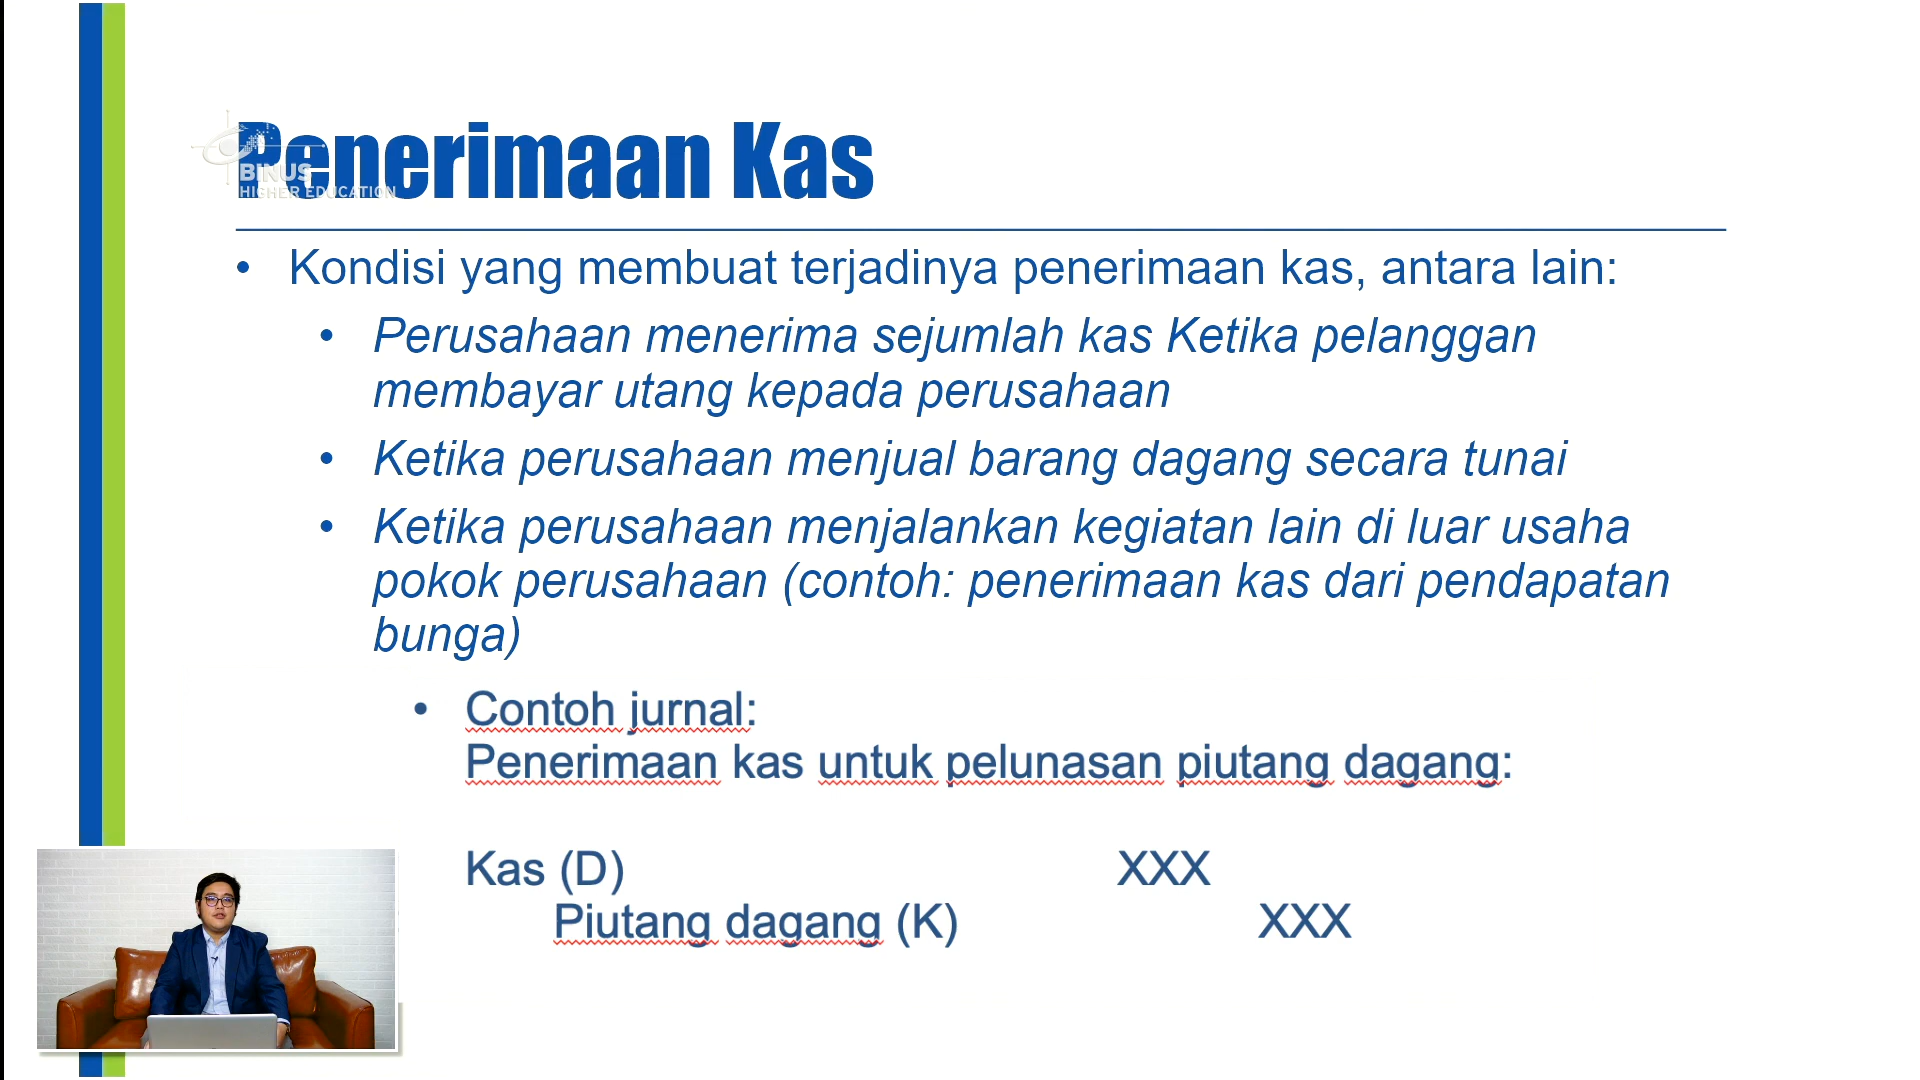 Penerimaan Kas
BINUS
HIGHER EDUCATION
• Kondisi yang membuat terjadinya penerimaan kas, antara lain:
• Perusahaan menerima sejumlah kas Ketika pelanggan
membayar utang kepada perusahaan
• Ketika perusahaan menjual barang dagang secara tunai
• Ketika perusahaan menjalankan kegiatan lain di luar usaha
pokok perusahaan (contoh: penerimaan kas dari pendapatan
bunga)
• Contoh jurnal:
Penerimaan kas untuk pelunasan piutang dagang:
Kas (D) XXX
Piutang dagang (K) XXX